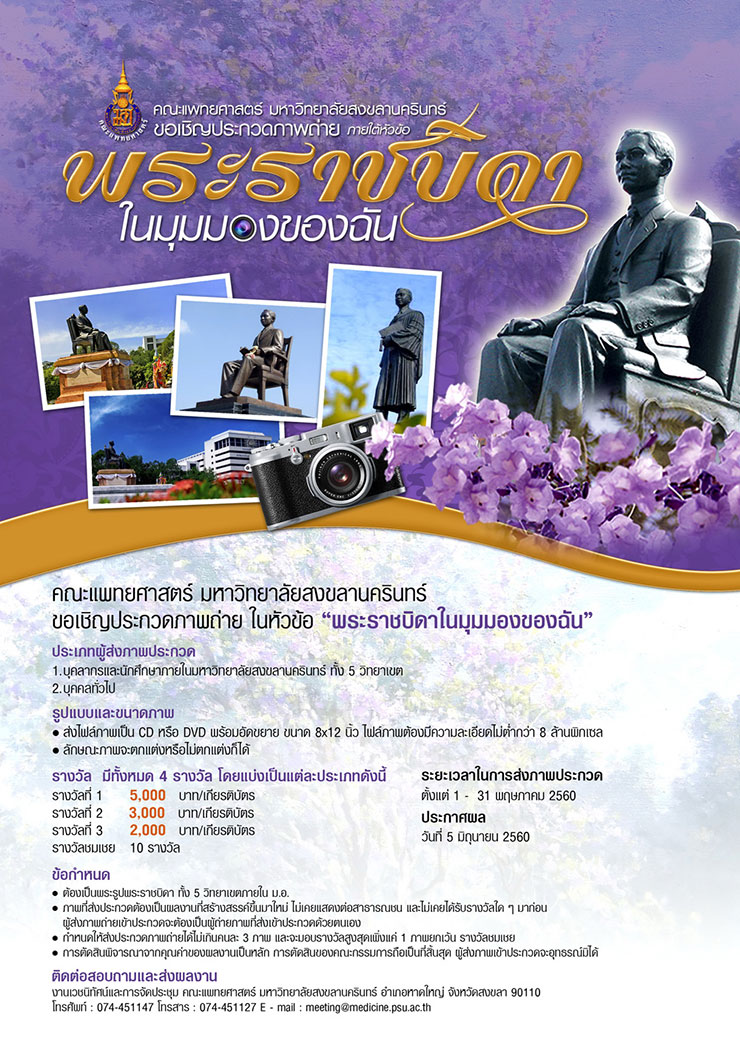 คณะแพทยศาสตร์
คณะแพทยศาสตร์ มหาวิทยาลัยสงขลานครินทร์
ขอเชิญประกวดภาพถ่าย ภายใต้หัวข้อ
พระราชบิดา
ในมุมมองของฉัน
คณะแพทยศาสตร์ มหาวิทยาลัยสงขลานครินทร์
ขอเชิญประกวดภาพถ่าย ในหัวข้อ “พระราชบิดาในมุมมองของฉัน”
ประเภทผู้ส่งภาพประกวด
1.บุคลากรและนักศึกษาภายในมหาวิทยาลัยสงขลานครินทร์ ทั้ง 5 วิทยาเขต
2.บุคคลทั่วไป
รูปแบบและขนาดภาพ
● ส่งไฟล์ภาพเป็น CD หรือ DVD พร้อมอัดขยาย ขนาด 8x12 นิ้ว ไฟล์ภาพต้องมีความละเอียดไม่ต่ำกว่า 8 ล้านพิกเซล
● ลักษณะภาพจะตกแต่งหรือไม่ตกแต่งก็ได้
รางวัล มีทั้งหมด 4 รางวัล โดยแบ่งเป็นแต่ละประเภทดังนี้
รางวัลที่ 1 5,000 บาท/เกียรติบัตร
รางวัลที่ 2 3,000 บาท/เกียรติบัตร
รางวัลที่ 3 2,000 บาท/เกียรติบัตร
รางวัลชมเชย 10 รางวัล
ระยะเวลาในการส่งภาพประกวด
ตั้งแต่ 1 - 31 พฤษภาคม 2560
ประกาศผล
วันที่ 5 มิถุนายน 2560
ข้อกำหนด
● ต้องเป็นพระรูปพระราชบิดา ทั้ง 5 วิทยาเขตภายใน ม.อ.
● ภาพที่ส่งประกวดต้องเป็นผลงานที่สร้างสรรค์ขึ้นมาใหม่ ไม่เคยแสดงต่อสาธารณชน และไม่เคยได้รับรางวัลใด ๆ มาก่อน
ผู้ส่งภาพถ่ายเข้าประกวดจะต้องเป็นผู้ถ่ายภาพที่ส่งเข้าประกวดด้วยตนเอง
● กำหนดให้ส่งประกวดภาพถ่ายได้ไม่เกินคนละ 3 ภาพ และจะมอบรางวัลสูงสุดเพิ่งแค่ 1 ภาพยกเว้น รางวัลชมเชย
● การตัดสินพิจารณาจากคุณค่าของผลงานเป็นหลัก การตัดสินของคณะกรรมการถือเป็นที่สิ้นสุด ผู้ส่งภาพเข้าประกวดจะอุทธรณ์มิได้
ติดต่อสอบถามและส่งผลงาน
งานเวชนิทัศน์และการจัดประชุม คณะแพทยศาสตร์ มหาวิทยาลัยสงขลานครินทร์ อำเภอหาดใหญ่ จังหวัดสงขลา 90110
โทรศัพท์ : 074-451147 โทรสาร : 074-451127 E - mail : meeting@medicine.psu.ac.th